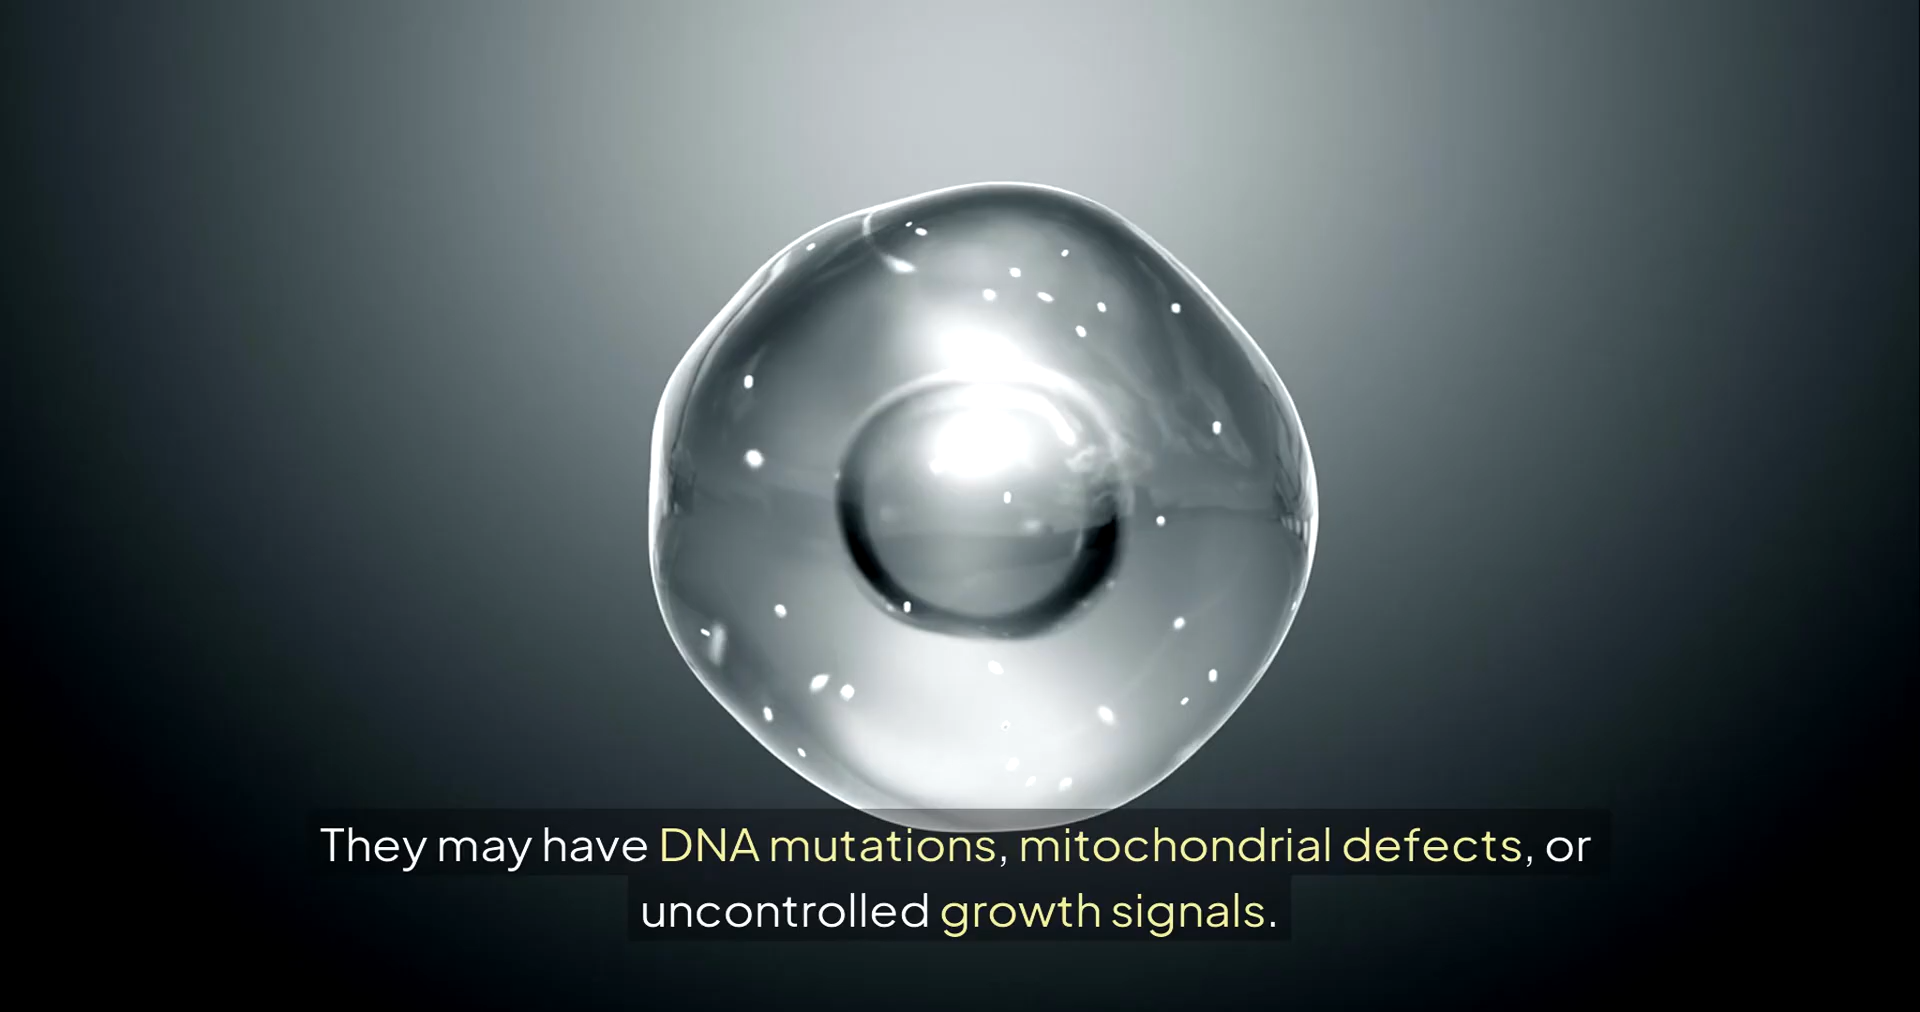 They may have DNA mutations, mitochondrial defects, or
uncontrolled growth signals.